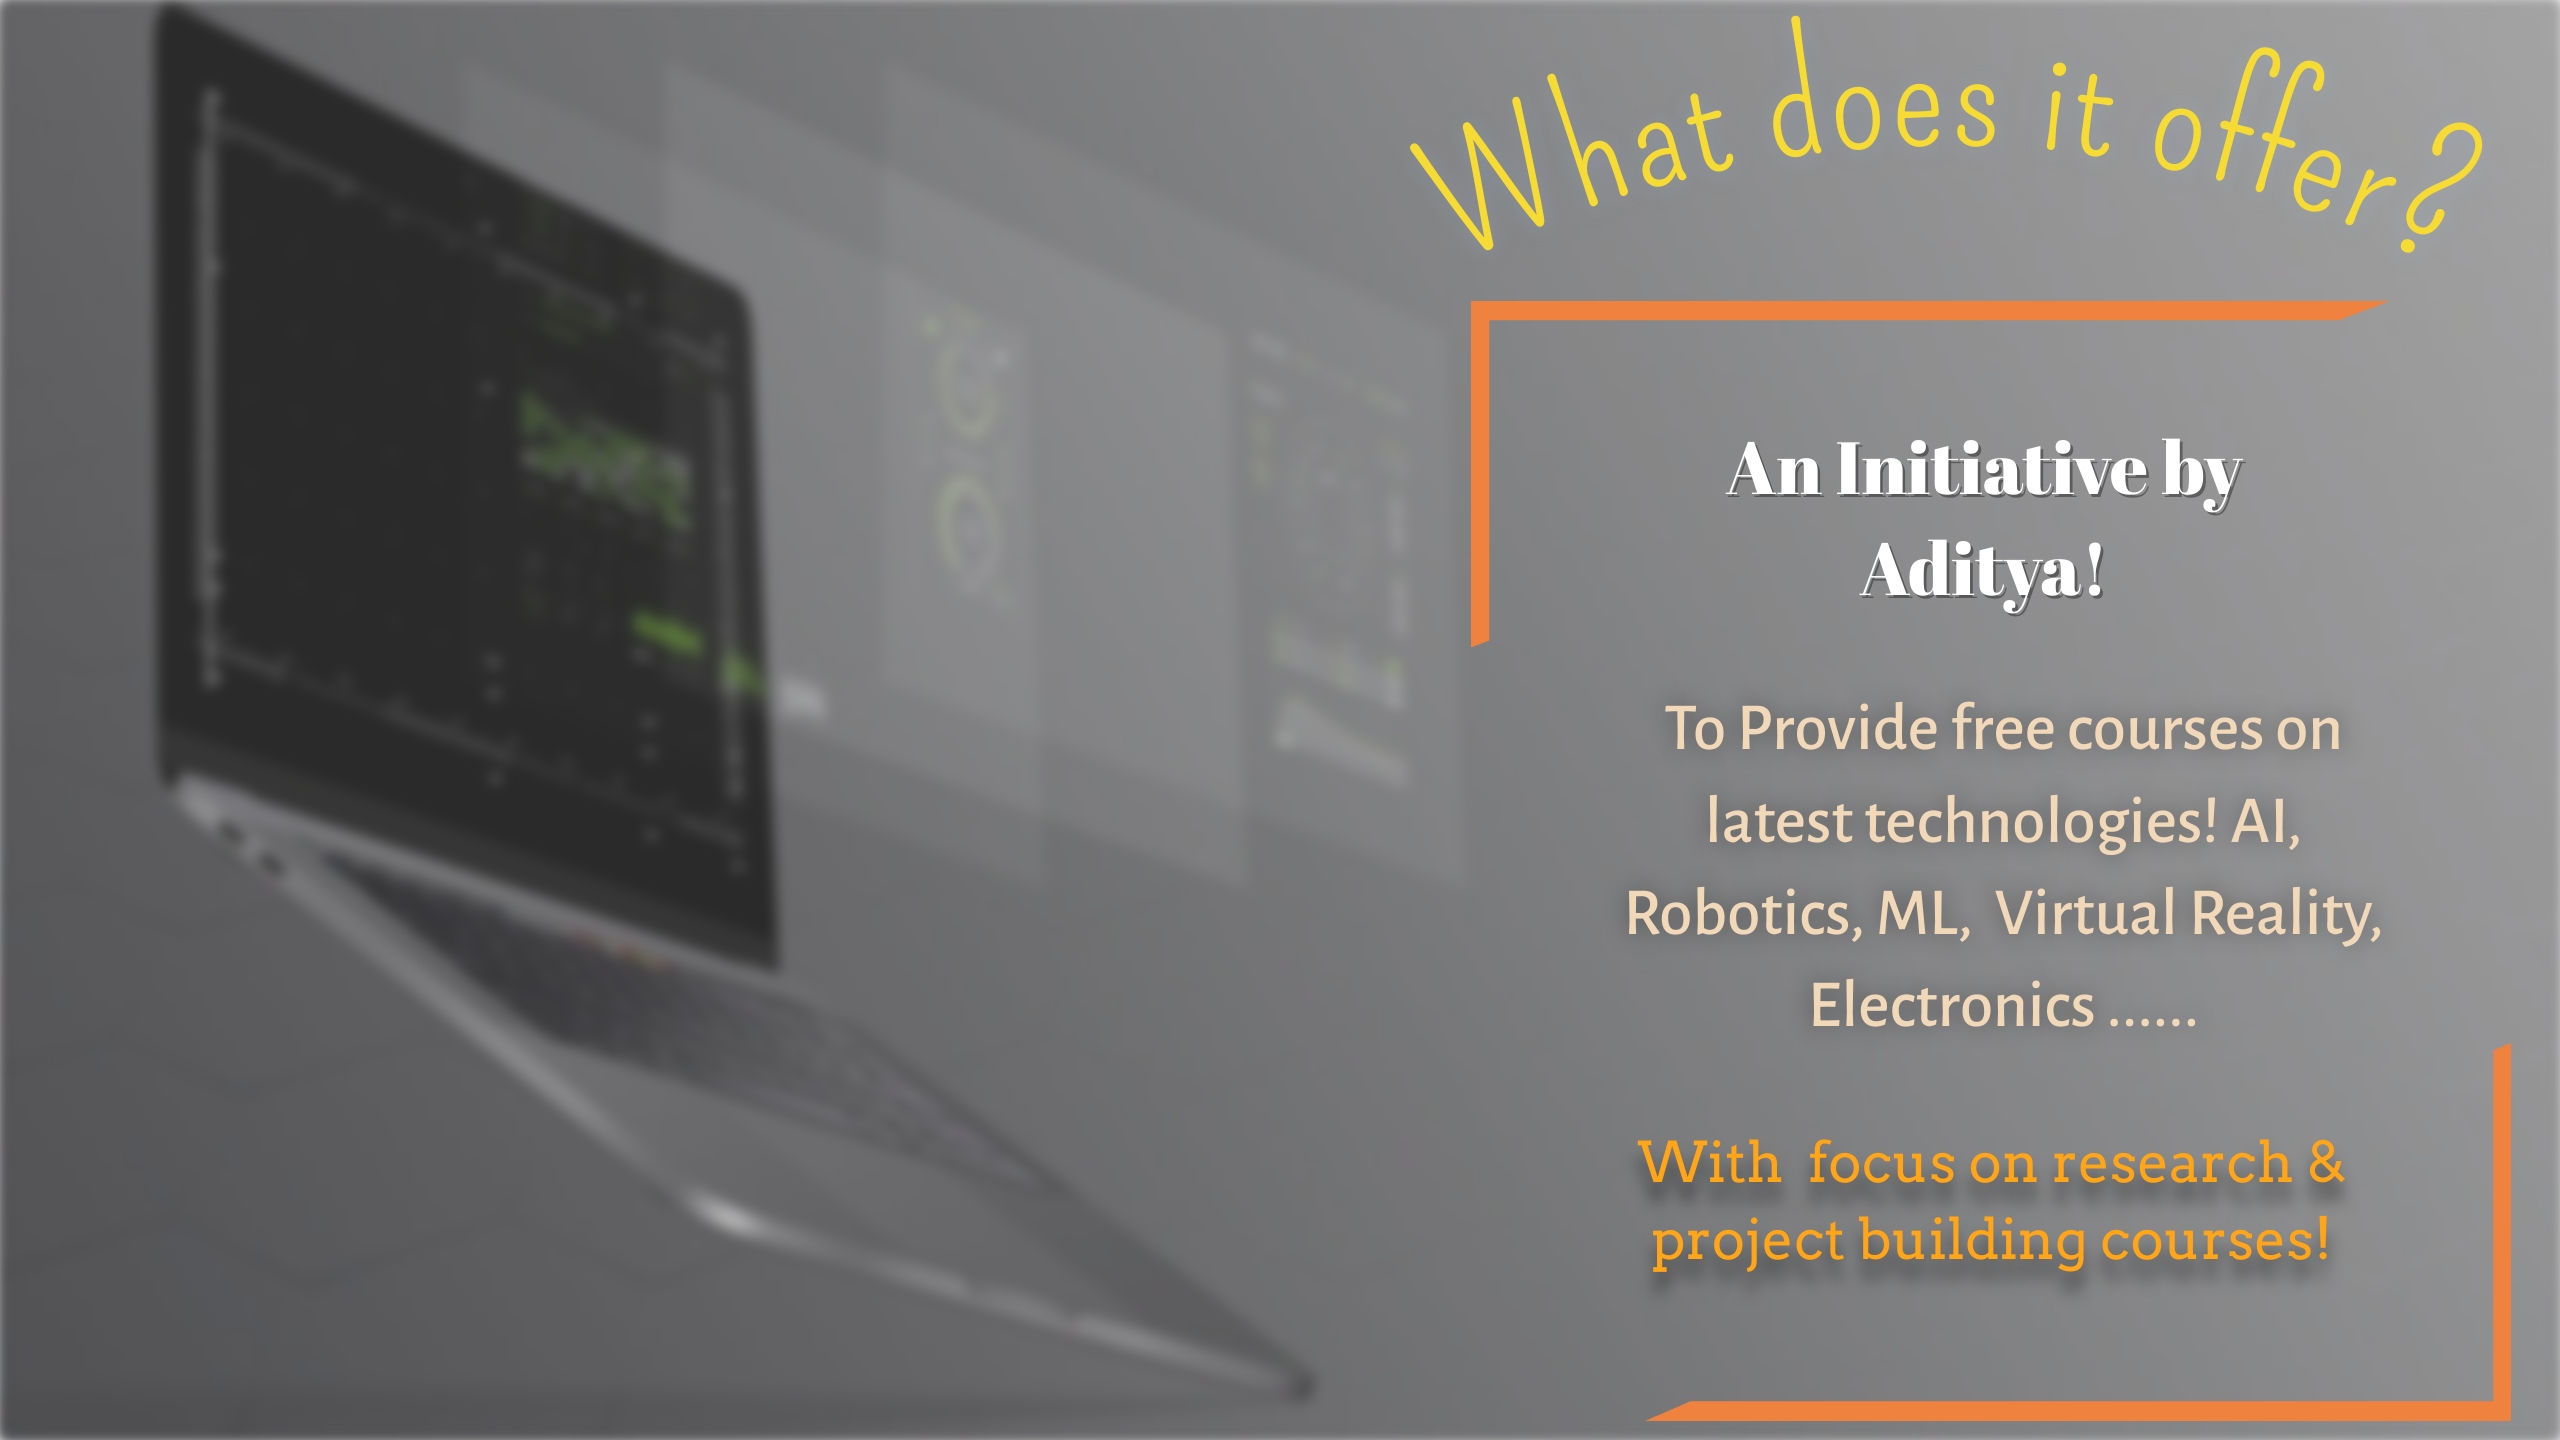 What does it offer?
An Initiative by
Aditya!
To Provide free courses on
latest technologies! AI,
Robotics, ML,  Virtual Reality,
Electronics ......
With  focus on research &
project building courses!